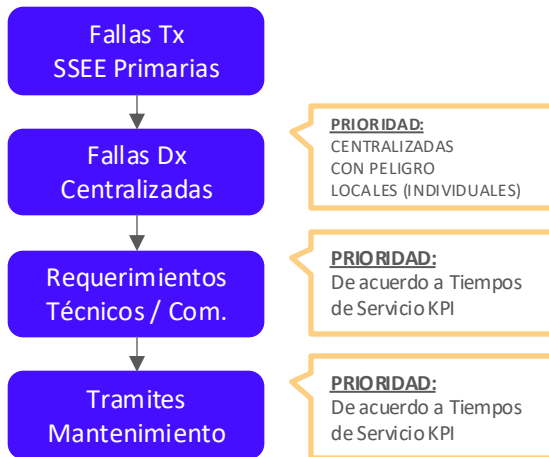 Fallas Tx
SSEE Primarias
Fallas Dx
Centralizadas
PRIORIDAD:
CENTRALIZADAS
CON PELIGRO
LOCALES (INDIVIDUALES)
Requerimientos
Técnicos / Com.
PRIORIDAD:
De acuerdo a Tiempos
de Servicio KPI
Tramites
Mantenimiento
PRIORIDAD:
De acuerdo a Tiempos
de Servicio KPI